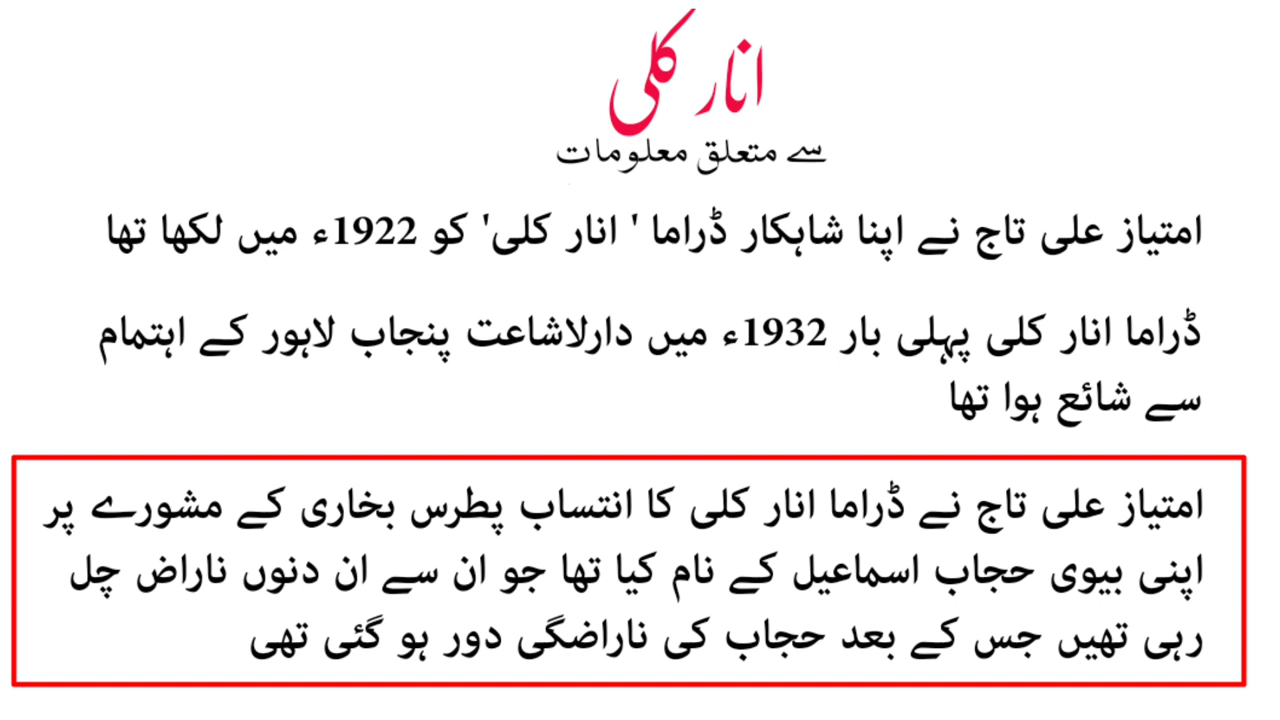 انار کلی
سے متعلق معلومات
امتیاز علی تاج نے اپنا شاہکار ڈراما ' انار کلی' کو 1922ء میں لکھا تھا
ڈراما انار کلی پہلی بار 1932ء میں دارلاشاعت پنجاب لاہور کے اہتمام
سے شائع ہوا تھا
امتیاز علی تاج نے ڈراما انار کلی کا انتساب پطرس بخاری کے مشورے پر
اپنی بیوی حجاب اسماعیل کے نام کیا تھا جو ان سے ان دنوں ناراض چل
رہی تھیں جس کے بعد حجاب کی ناراضگی دور ہو گئی تھی